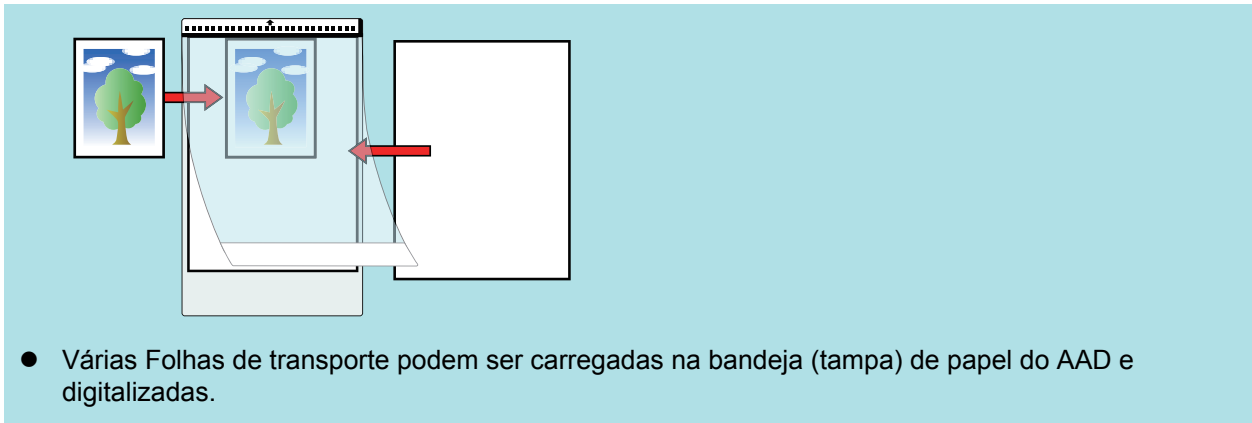 ● Várias Folhas de transporte podem ser carregadas na bandeja (tampa) de papel do AAD e
digitalizadas.